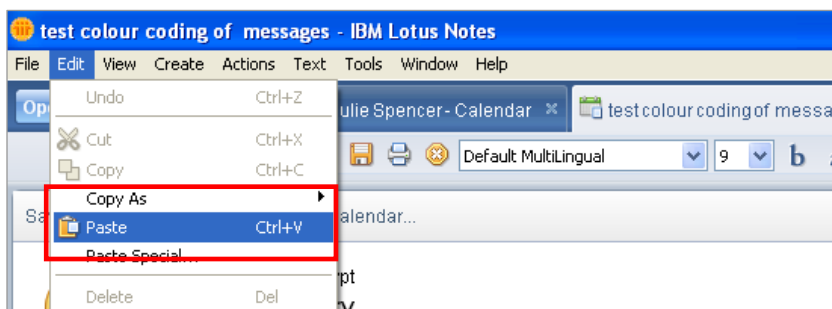 test colour coding of messages - IBM Lotus Notes
File Edit View Create Actions Text Tools Window Help
Undo Ctrl+Z
ulie Spencer - Calendar
test colour coding of messa
Cut Ctrl+X
Default MultiLingual 9 b
Copy Ctrl+C
Copy As
Paste Ctrl+V
alendar...
Paste Special...
Delete Del